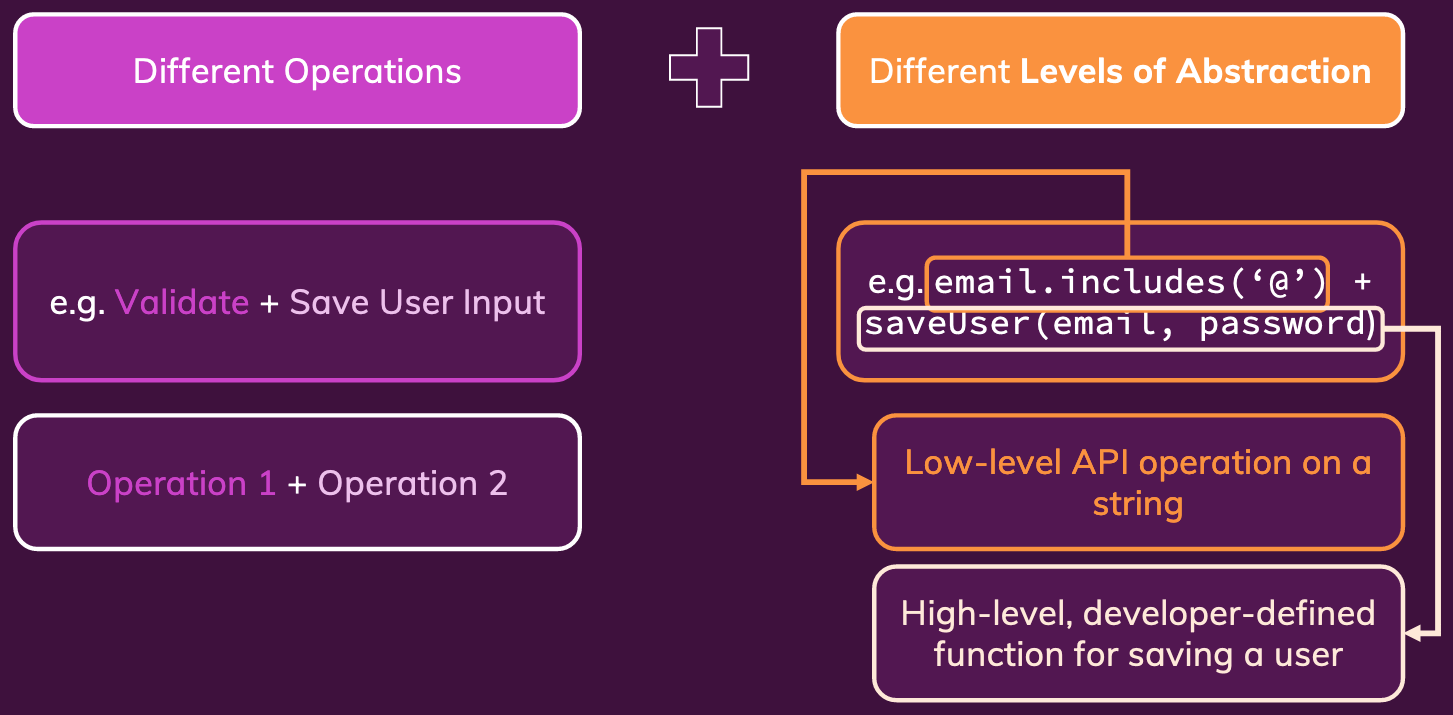 Different Operations
Different Levels of Abstraction
e.g. Validate + Save User Input
e.g. email.includes(‘@’) +
saveUser(email, password)
Operation 1 + Operation 2
Low-level API operation on a
string
High-level, developer-defined
function for saving a user